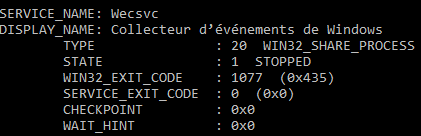 SERVICE_NAME: Wecsvc
DISPLAY_NAME: Collecteur d’événements de Windows
        TYPE               : 20  WIN32_SHARE_PROCESS
        STATE              : 1  STOPPED
        WIN32_EXIT_CODE    : 1077  (0x435)
        SERVICE_EXIT_CODE  : 0  (0x0)
        CHECKPOINT         : 0x0
        WAIT_HINT          : 0x0